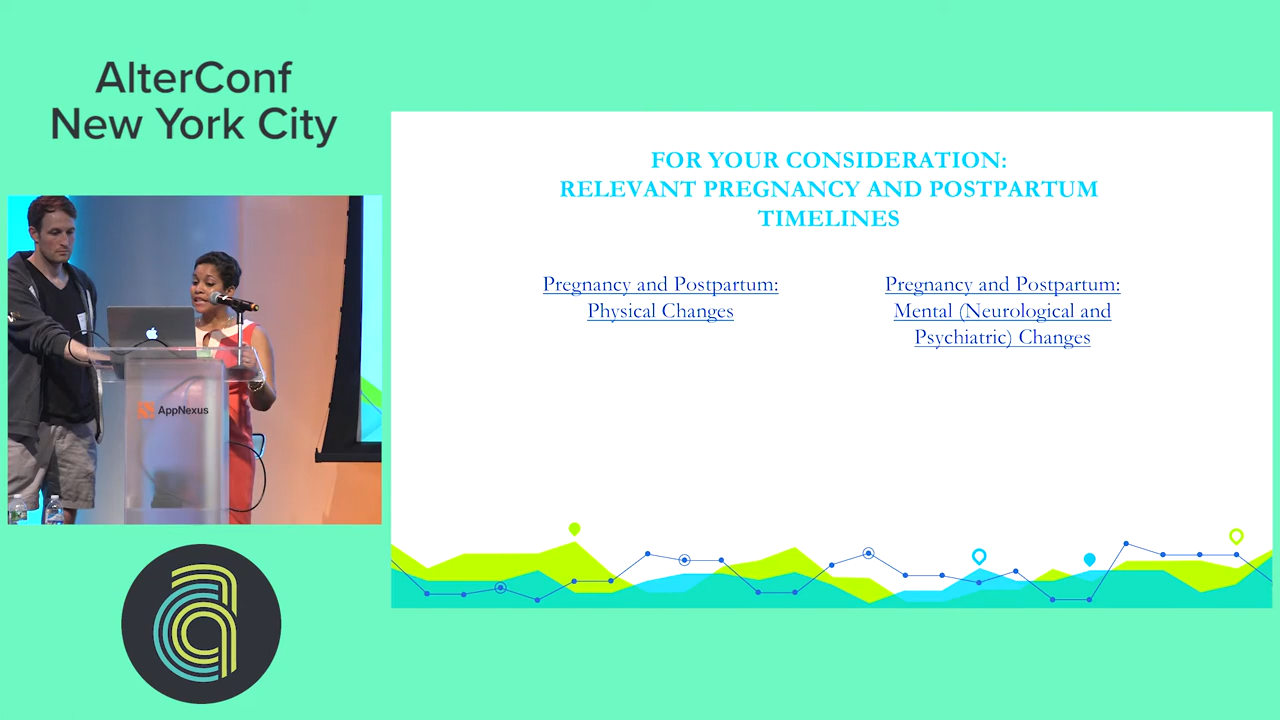 AlterConf
New York City
FOR YOUR CONSIDERATION:
RELEVANT PREGNANCY AND POSTPARTUM
TIMELINES
Pregnancy and Postpartum:
Physical Changes
Pregnancy and Postpartum:
Mental (Neurological and
Psychiatric) Changes
AppNexus